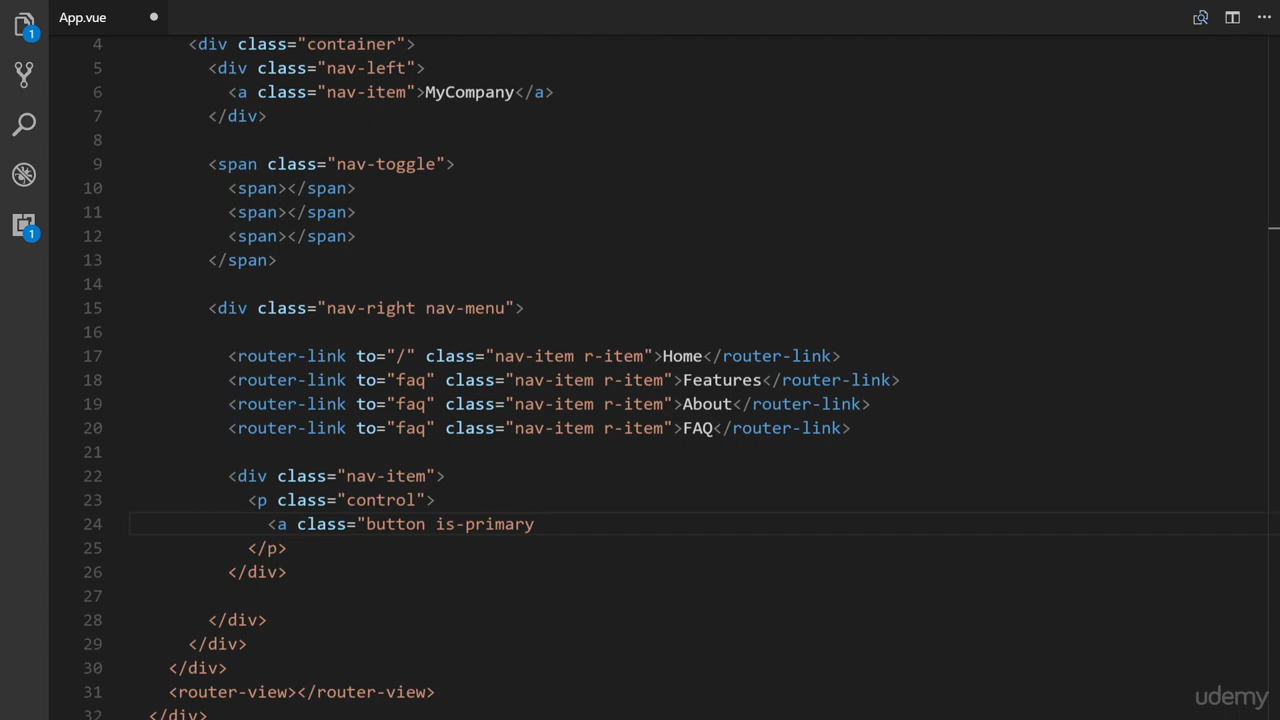 App.vue
1
1
4 <div class="container">
5 <div class="nav-left">
6 <a class="nav-item">MyCompany</a>
7 </div>
8
9 <span class="nav-toggle">
10 <span></span>
11 <span></span>
12 <span></span>
13 </span>
14
15 <div class="nav-right nav-menu">
16
17 <router-link to="/" class="nav-item r-item">Home</router-link>
18 <router-link to="faq" class="nav-item r-item">Features</router-link>
19 <router-link to="faq" class="nav-item r-item">About</router-link>
20 <router-link to="faq" class="nav-item r-item">FAQ</router-link>
21
22 <div class="nav-item">
23 <p class="control">
24 <a class="button is-primary
25 </p>
26 </div>
27
28 </div>
29 </div>
30 </div>
31 <router-view></router-view>
32 </div>
udemy